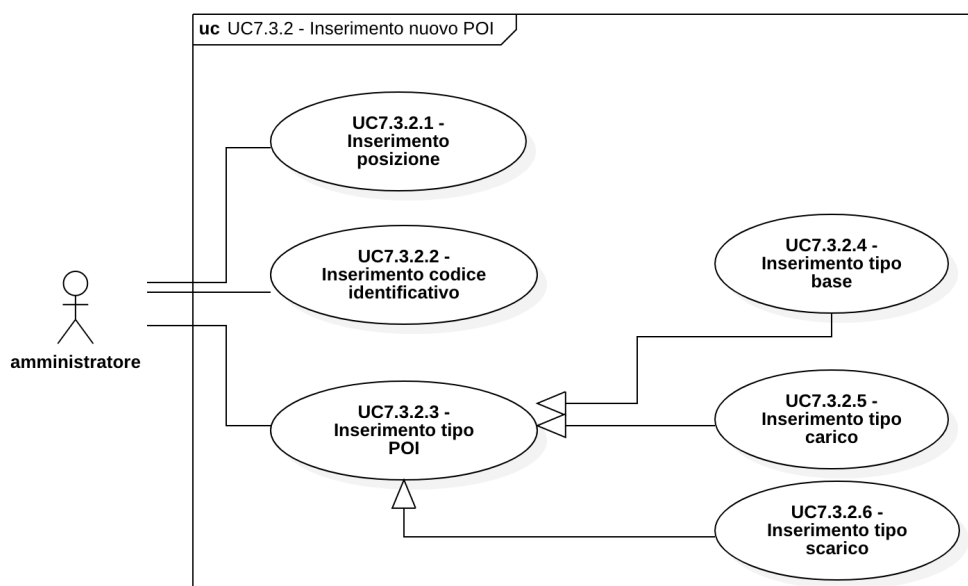 uc UC7.3.2 - Inserimento nuovo POI
UC7.3.2.1 -
Inserimento
posizione
UC7.3.2.2 -
Inserimento codice
identificativo
UC7.3.2.4 -
Inserimento tipo
base
amministratore
UC7.3.2.3 -
Inserimento tipo
POI
UC7.3.2.5 -
Inserimento tipo
carico
UC7.3.2.6 -
Inserimento tipo
scarico